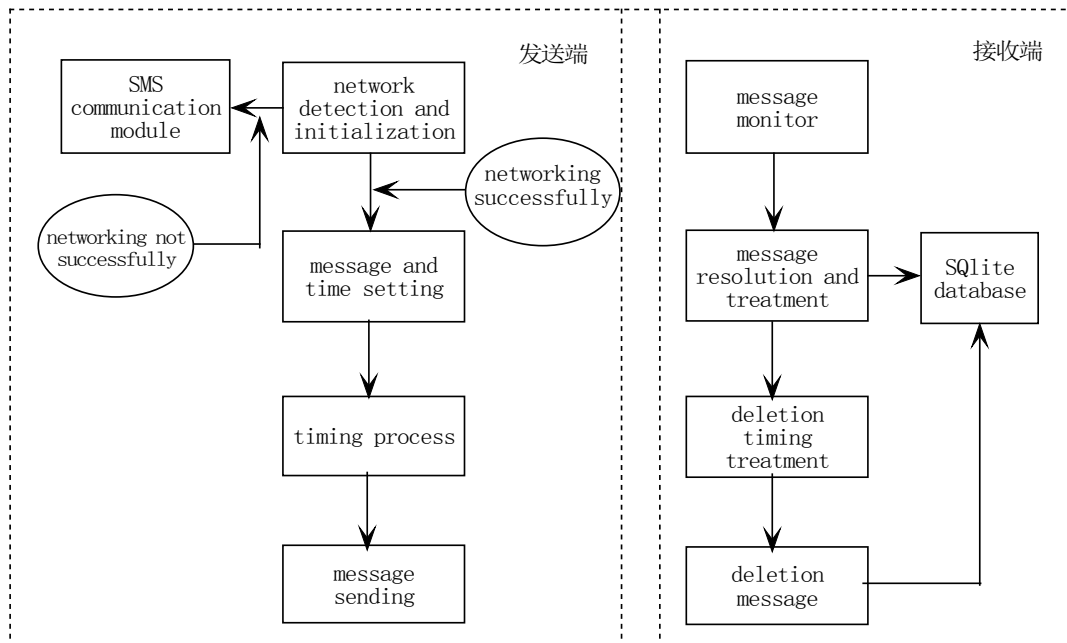 发送端
SMS
communication
module
network
detection and
initialization
networking
successfully
networking not
successfully
message and
time setting
timing process
message
sending
接收端
message
monitor
message
resolution and
treatment
SQlite
database
deletion
timing
treatment
deletion
message